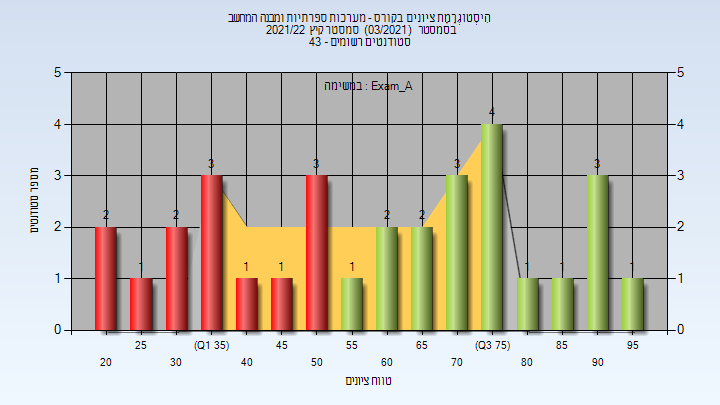 הִיסְטוֹגְרָמַת ציונים בקורס - מערכות ספרתיות ומבנה המחשב
בסמסטר (03/2021) סמסטר קיץ 2021/22
סטודנטים רשומים - 43
במשימה : Exam_A
מספר סטודנטים
5 5
4 4
3 3
2 2
1 1
0 0
2 1 2 3 1 1 3 1 2 2 3 4 1 1 3 1
25 (Q1 35) 45 55 65 (Q3 75) 85 95
20 30 40 50 60 70 80 90
טווח ציונים